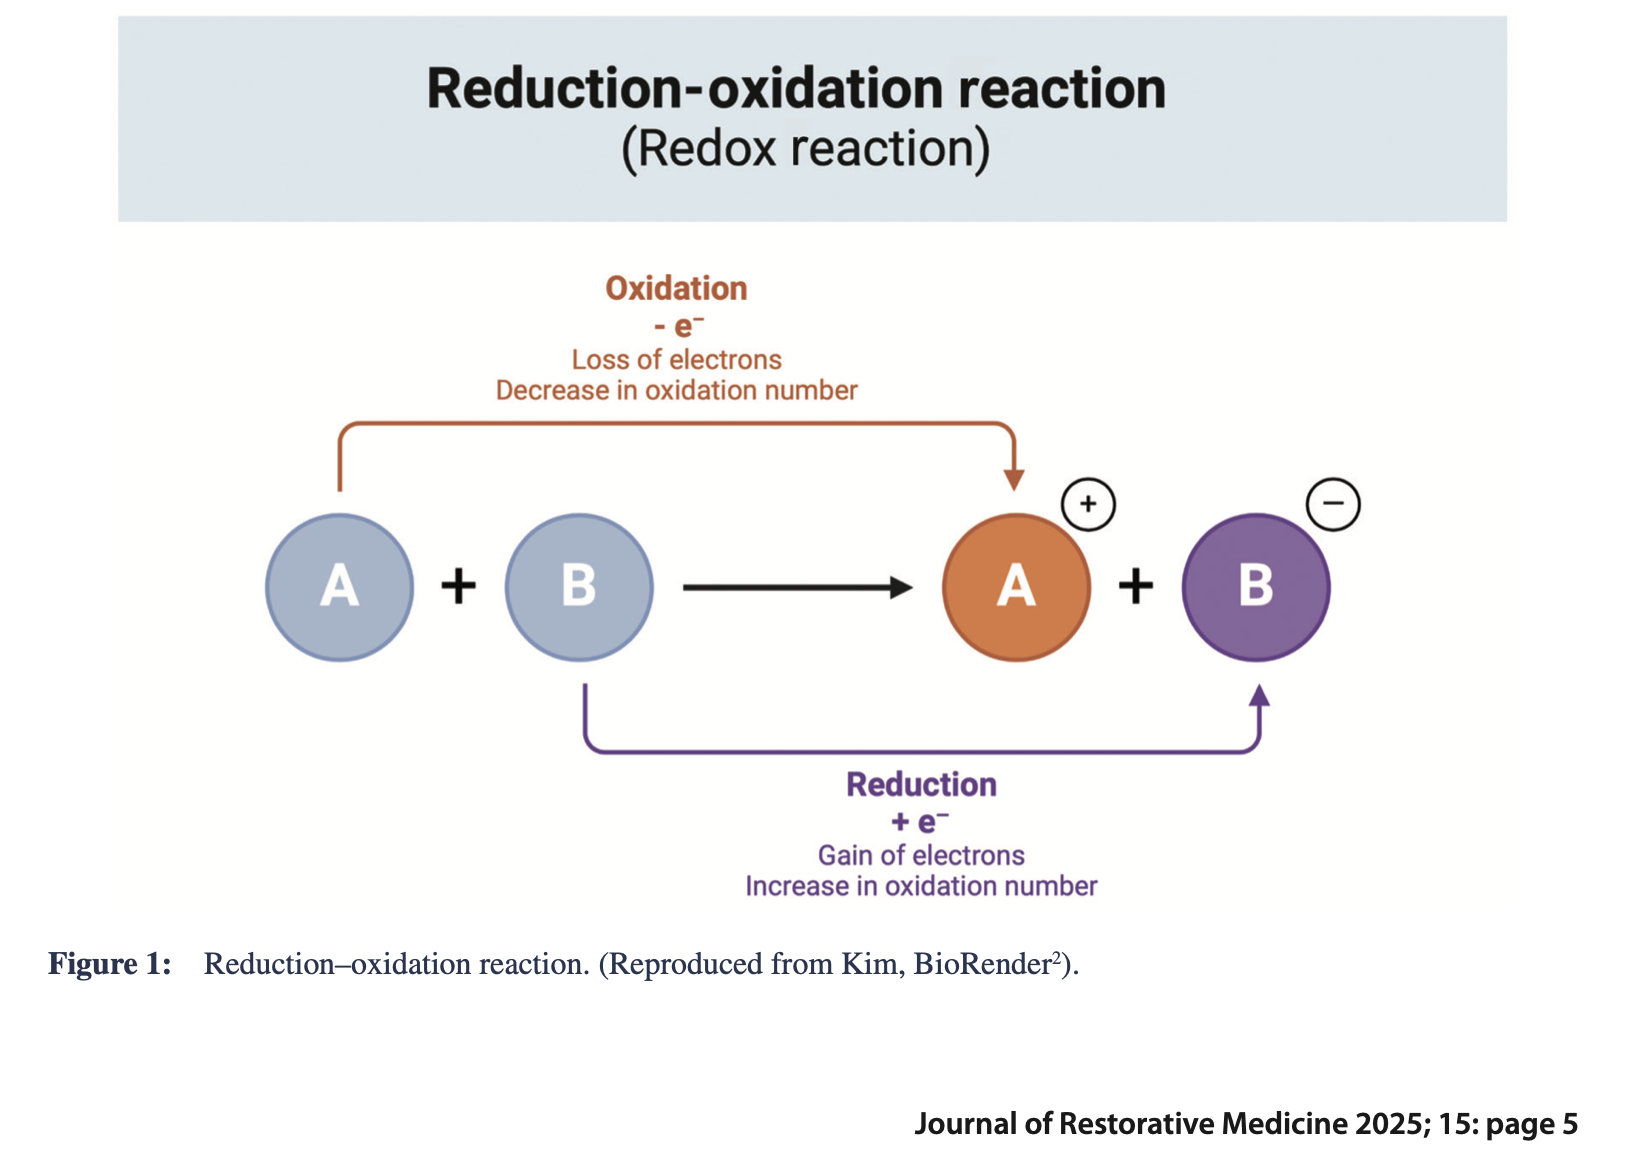 Reduction-oxidation reaction
(Redox reaction)
Oxidation
- e⁻
Loss of electrons
Decrease in oxidation number
A + B A + + B −
Reduction
+ e⁻
Gain of electrons
Increase in oxidation number
Figure 1: Reduction–oxidation reaction. (Reproduced from Kim, BioRender²).
Journal of Restorative Medicine 2025; 15: page 5